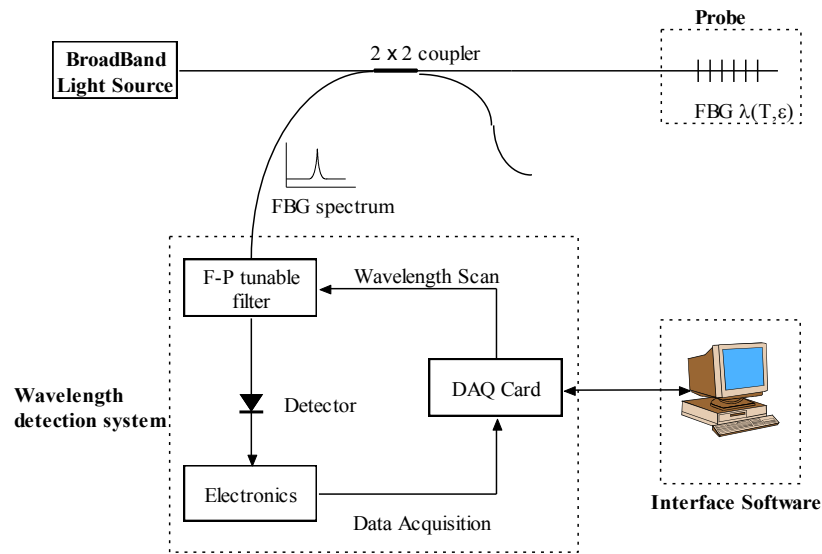 Probe
BroadBand
Light Source
2 x 2 coupler
FBG λ(T,ε)
FBG spectrum
F-P tunable
filter
Wavelength Scan
DAQ Card
Wavelength
detection system
Detector
Electronics
Data Acquisition
Interface Software